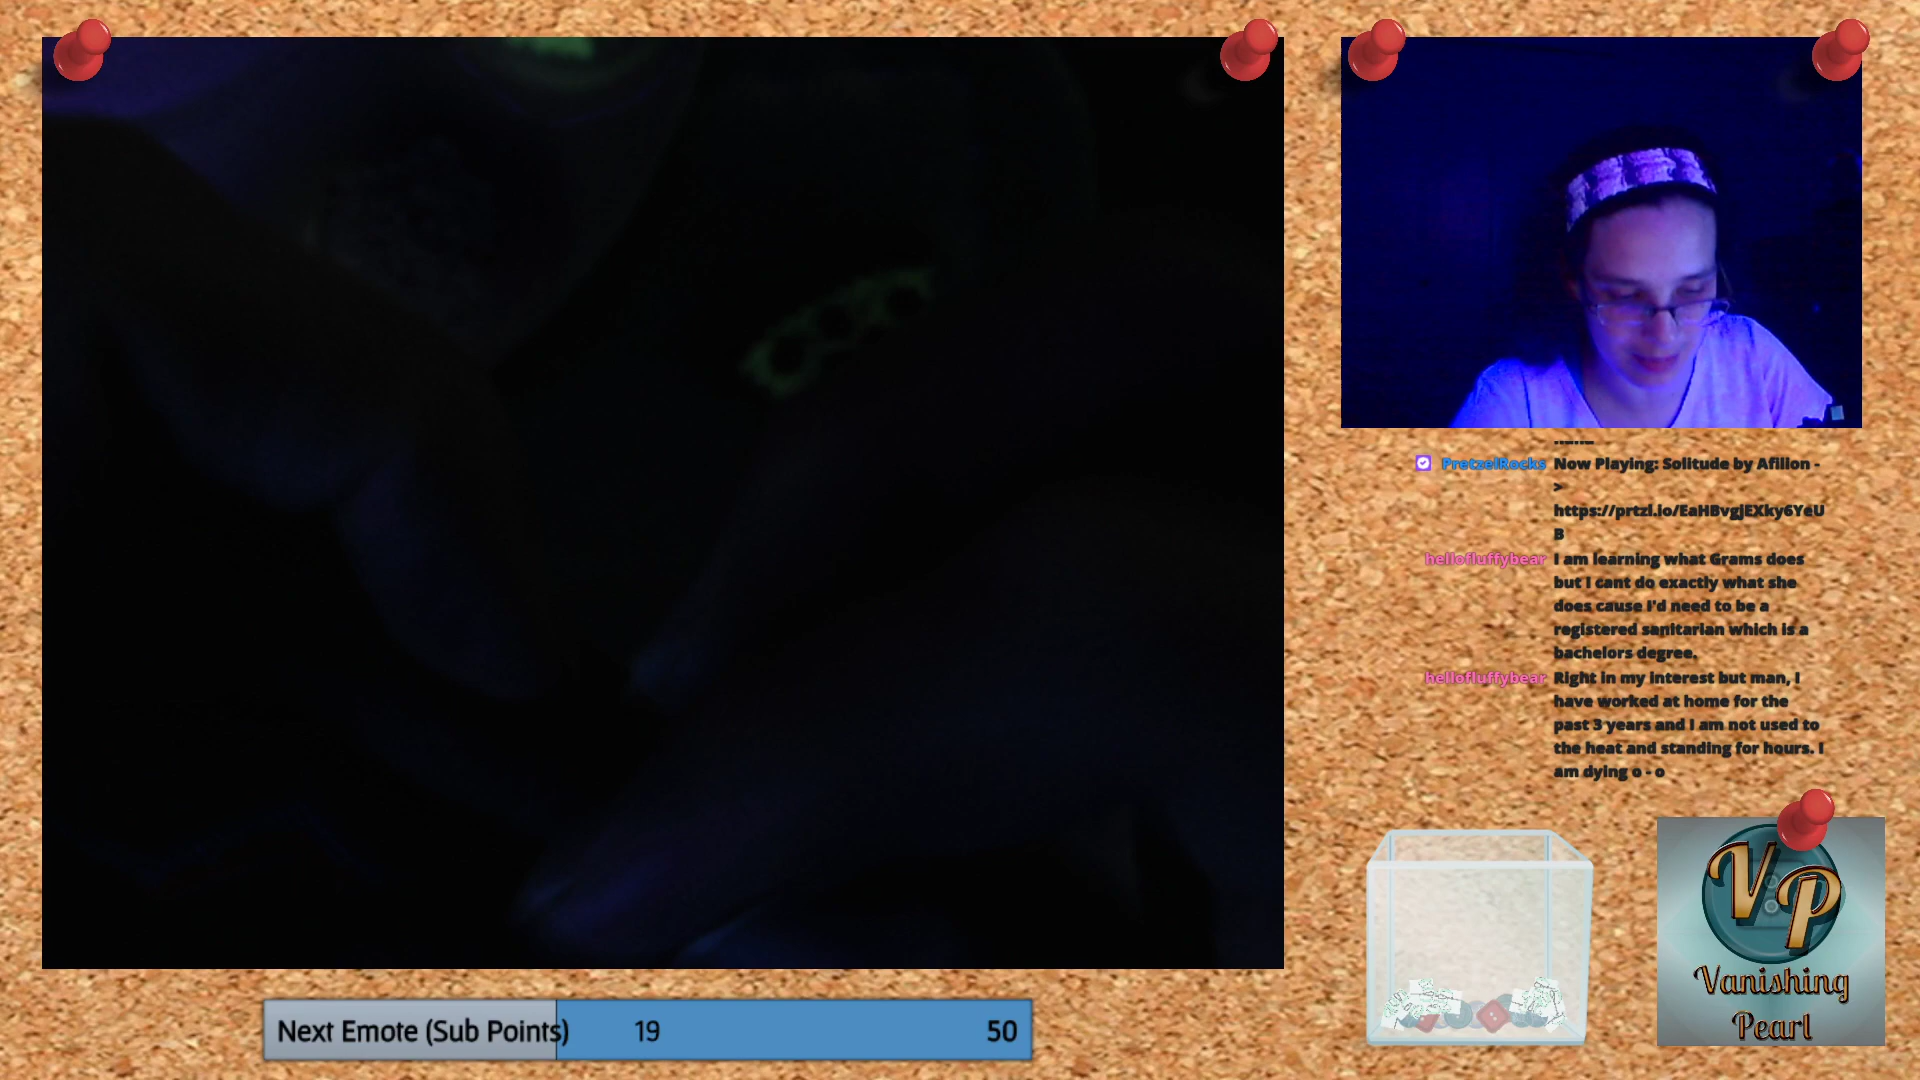 PretzelRocks Now Playing: Solitude by Afilion -
>
https://prtzl.io/EaHBvgjEXky6YeU
B
hellofluffybear I am learning what Grams does
but I cant do exactly what she
does cause I'd need to be a
registered sanitarian which is a
bachelors degree.
hellofluffybear Right in my interest but man, I
have worked at home for the
past 3 years and I am not used to
the heat and standing for hours. I
am dying o - o
VP
Vanishing
Pearl
Next Emote (Sub Points) 19 50